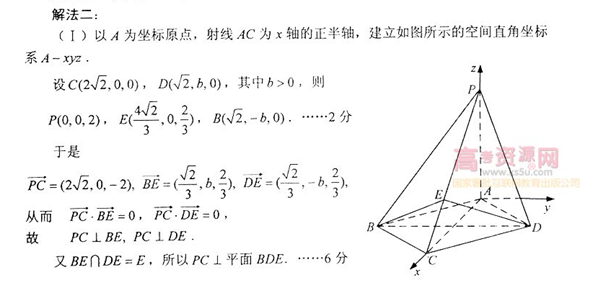 解法二：
（Ⅰ）以 A 为坐标原点，射线 AC 为 x 轴的正半轴，建立如图所示的空间直角坐标
系 A－xyz．
设 C(2√2,0,0)，D(√2,b,0)，其中 b>0，则
P(0,0,2)，E(4√2/3,0,2/3)，B(√2,-b,0)．……2 分
于是
PC=(2√2,0,-2), BE=(√2/3,b,2/3), DE=(√2/3,-b,2/3),
从而 PC·BE=0，PC·DE=0，
故 PC⊥BE, PC⊥DE．
又 BE∩DE=E，所以 PC⊥平面 BDE．……6 分
z
P
高考资源网
www.ks5u.com
E
A
y
B
D
C
x